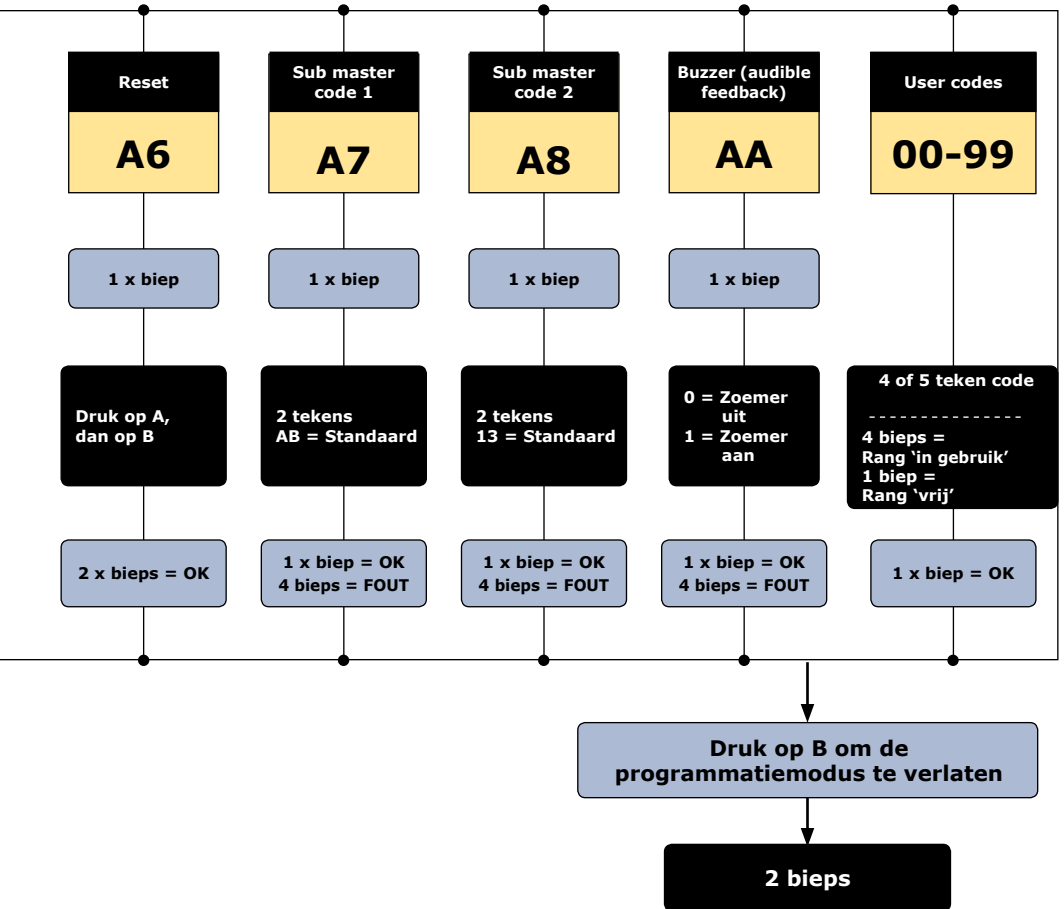 Reset
A6
1 x biep
Druk op A,
dan op B
2 x bieps = OK
Sub master
code 1
A7
1 x biep
2 tekens
AB = Standaard
1 x biep = OK
4 bieps = FOUT
Sub master
code 2
A8
1 x biep
2 tekens
13 = Standaard
1 x biep = OK
4 bieps = FOUT
Buzzer (audible
feedback)
AA
1 x biep
0 = Zoemer
uit
1 = Zoemer
aan
1 x biep = OK
4 bieps = FOUT
User codes
00-99
4 of 5 teken code
---------------
4 bieps =
Rang ‘in gebruik’
1 biep =
Rang ‘vrij’
1 x biep = OK
Druk op B om de
programmatiemodus te verlaten
2 bieps